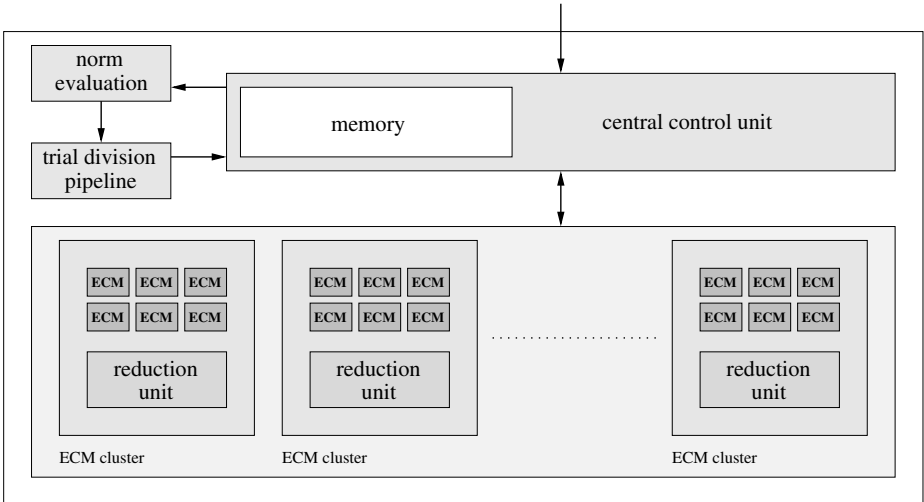 norm
evaluation
memory
central control unit
trial division
pipeline
ECM ECM ECM
ECM ECM ECM
reduction
unit
ECM cluster
ECM ECM ECM
ECM ECM ECM
reduction
unit
ECM cluster
ECM ECM ECM
ECM ECM ECM
reduction
unit
ECM cluster